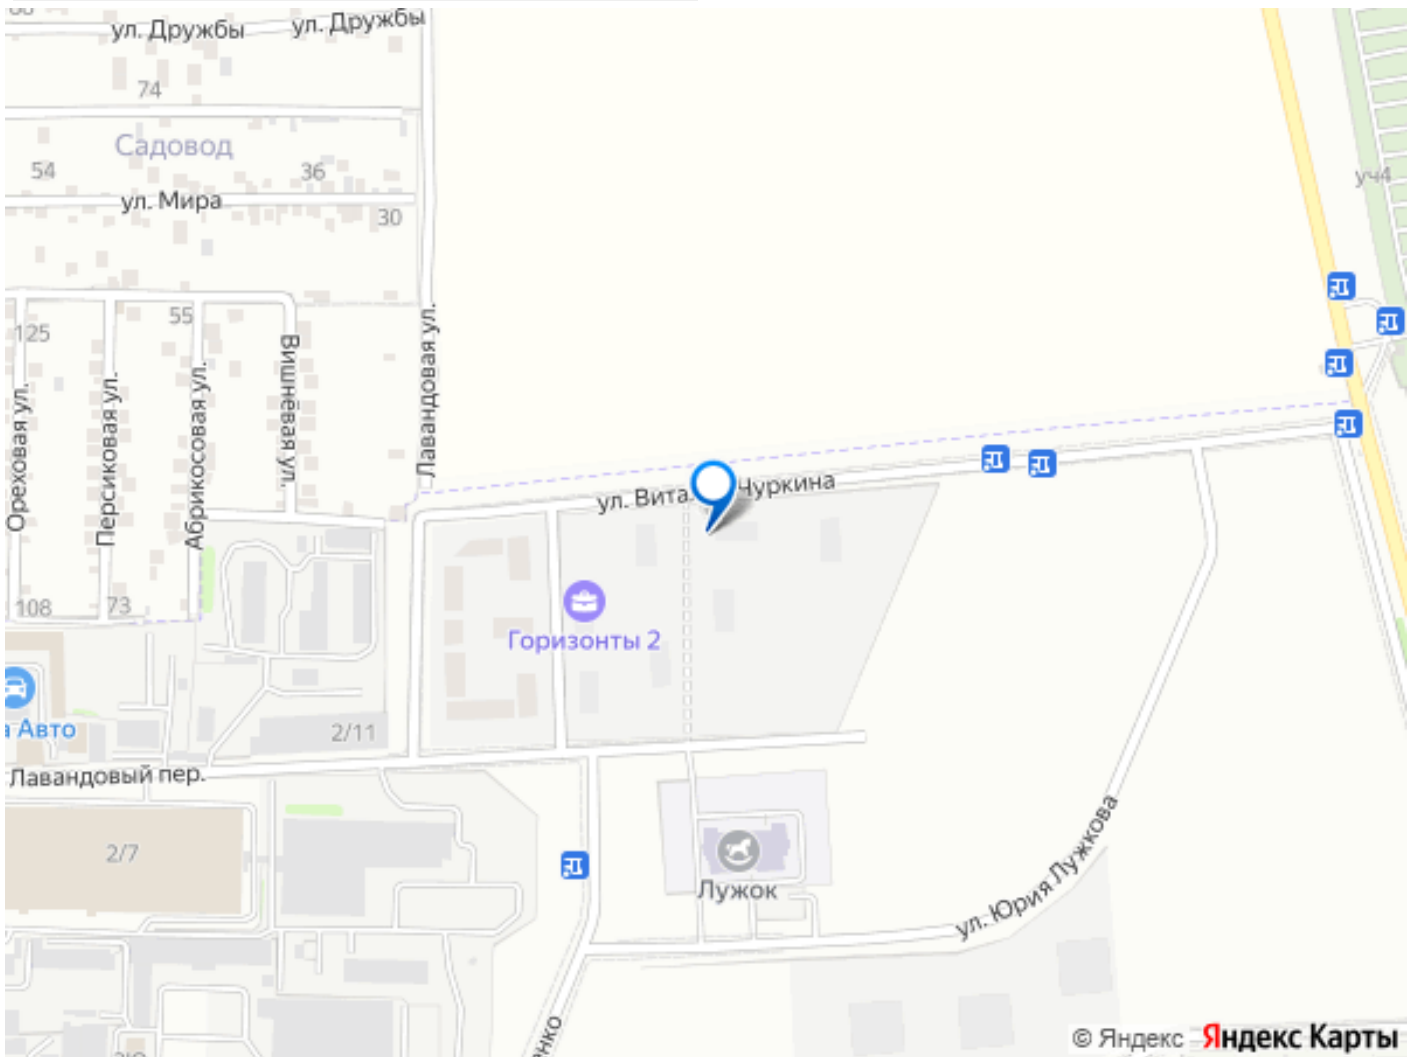 ул. Дружбы
ул. Дружбы
74
Садовод
54
36
ул. Мира
30
уч4
125
55
Вишнёвая ул.
Лавандовая ул.
Ореховая ул.
Персиковая ул.
Абрикосовая ул.
ул. Вита
Чуркина
108
73
Горизонты 2
Авто
2/11
Лавандовый пер.
2/7
Лужок
ул. Юрия Лужкова
енко
© Яндекс Яндекс Карты